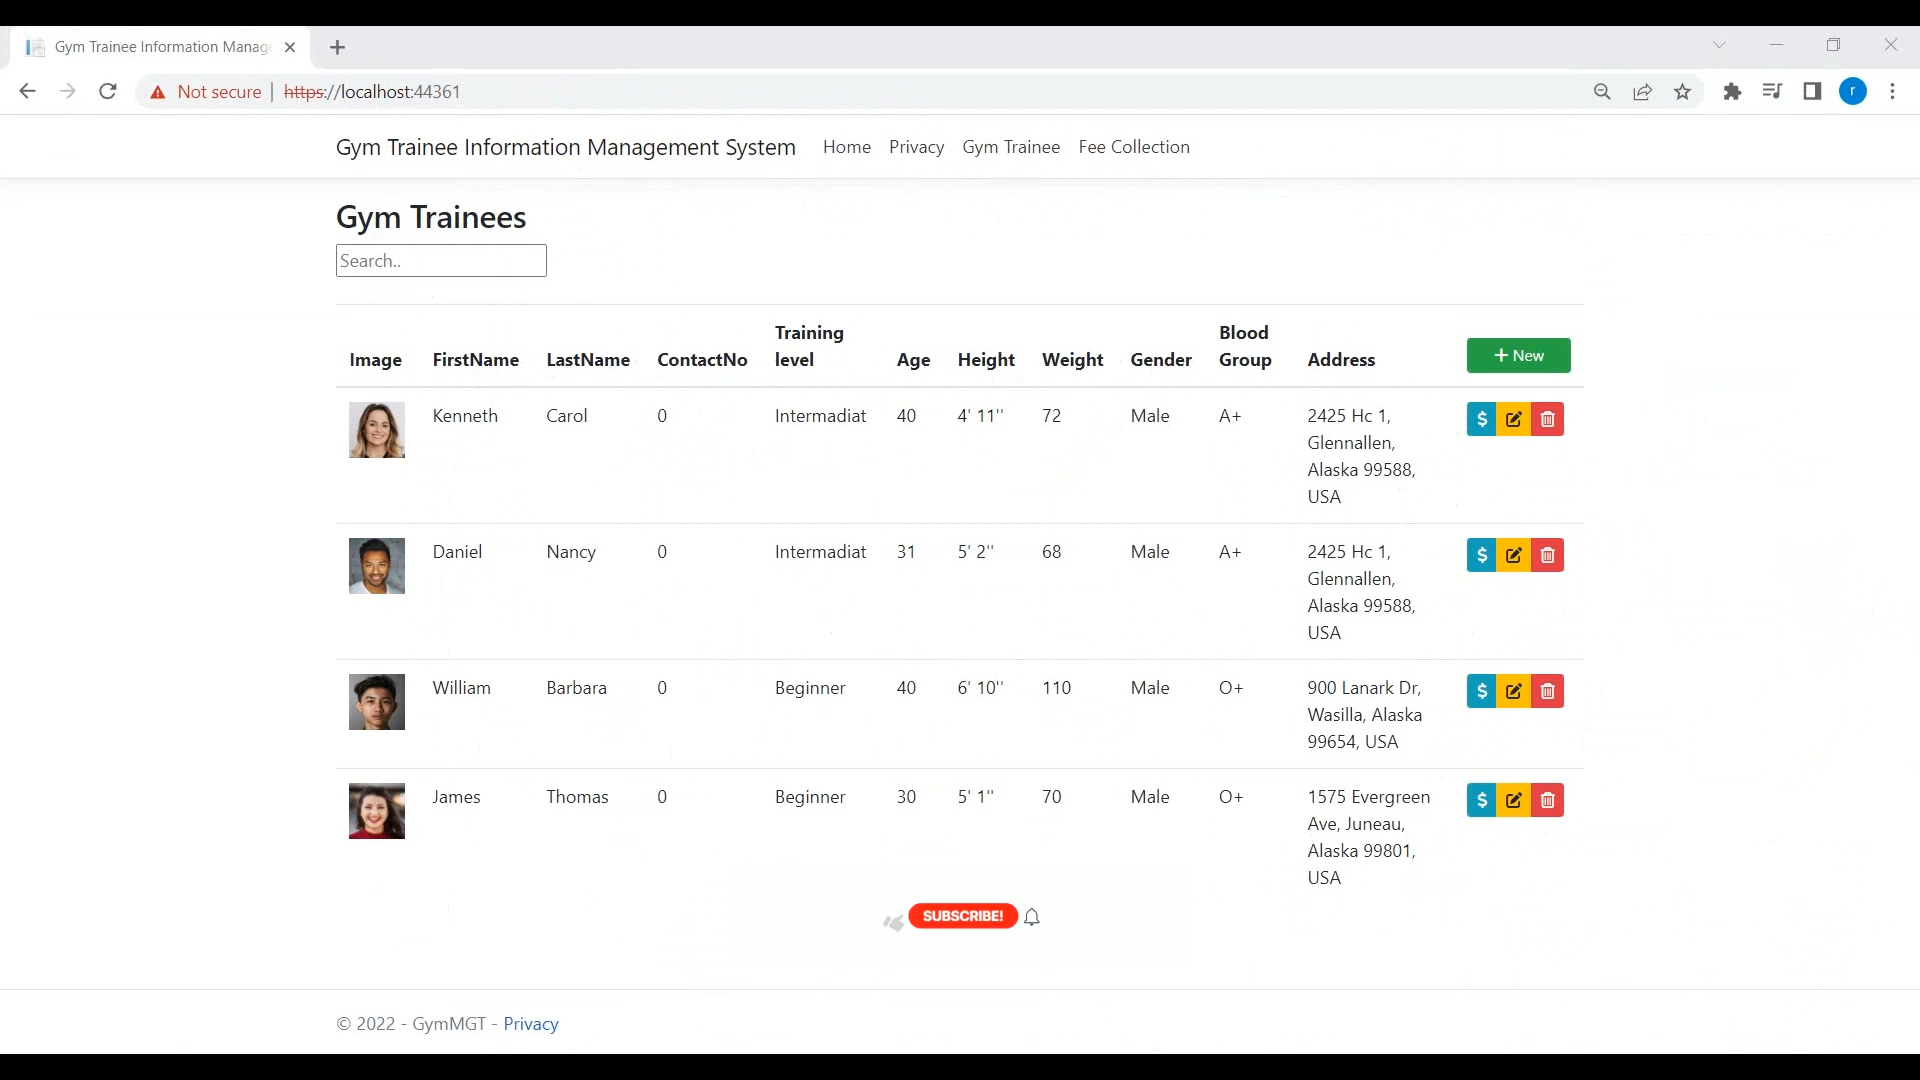 Gym Trainee Information Manag
Not secure | https://localhost:44361
r
Gym Trainee Information Management System Home Privacy Gym Trainee Fee Collection
Gym Trainees
Search..
Image FirstName LastName ContactNo Training level Age Height Weight Gender Blood Group Address + New
Kenneth Carol 0 Intermadiat 40 4' 11'' 72 Male A+ 2425 Hc 1,
Glennallen,
Alaska 99588,
USA
$
Daniel Nancy 0 Intermadiat 31 5' 2'' 68 Male A+ 2425 Hc 1,
Glennallen,
Alaska 99588,
USA
$
William Barbara 0 Beginner 40 6' 10'' 110 Male O+ 900 Lanark Dr,
Wasilla, Alaska
99654, USA
$
James Thomas 0 Beginner 30 5' 1'' 70 Male O+ 1575 Evergreen
Ave, Juneau,
Alaska 99801,
USA
$
SUBSCRIBE!
© 2022 - GymMGT - Privacy